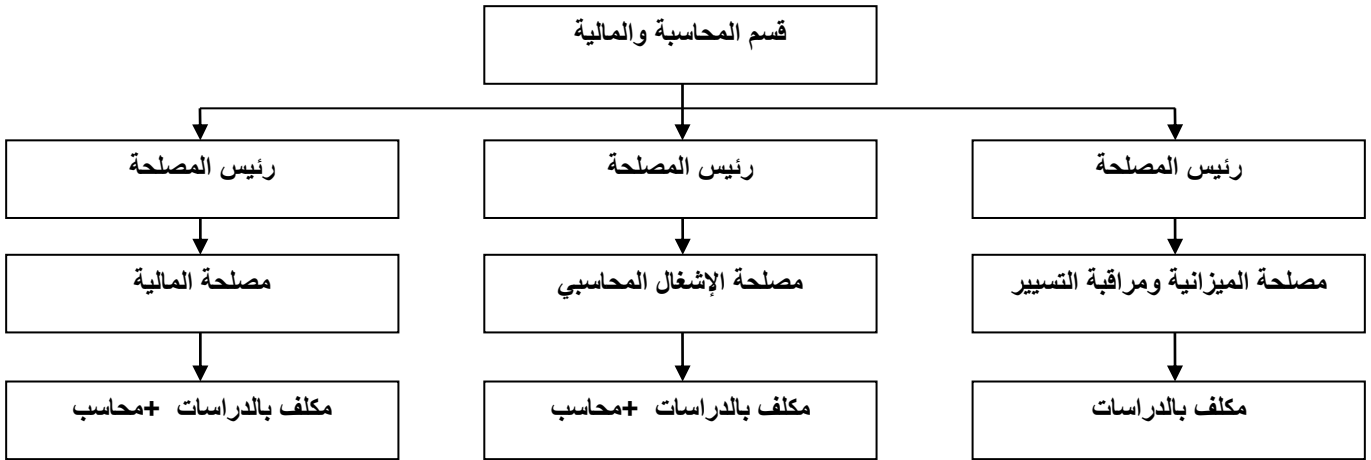 قسم المحاسبة والمالية
رئيس المصلحة
رئيس المصلحة
رئيس المصلحة
مصلحة الميزانية ومراقبة التسيير
مصلحة الإشغال المحاسبي
مصلحة المالية
مكلف بالدراسات
مكلف بالدراسات +محاسب
مكلف بالدراسات +محاسب